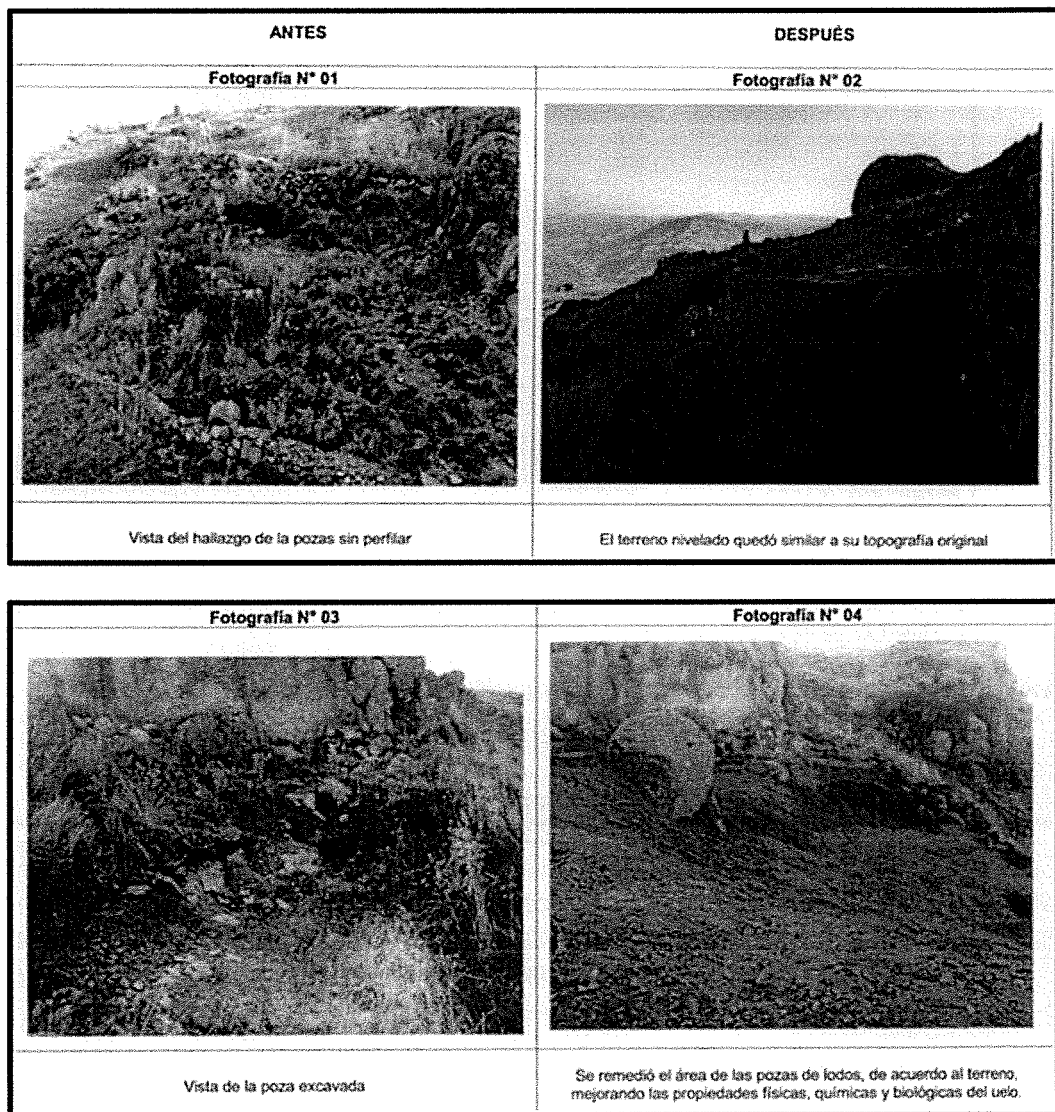 ANTES
DESPUÉS
Fotografía N° 01
Fotografía N° 02
Vista del hallazgo de la pozas sin perfilar
El terreno nivelado quedó similar a su topografía original
Fotografía N° 03
Fotografía N° 04
Vista de la poza excavada
Se remedió el área de las pozas de lodos, de acuerdo al terreno,
mejorando las propiedades físicas, químicas y biológicas del uelo.